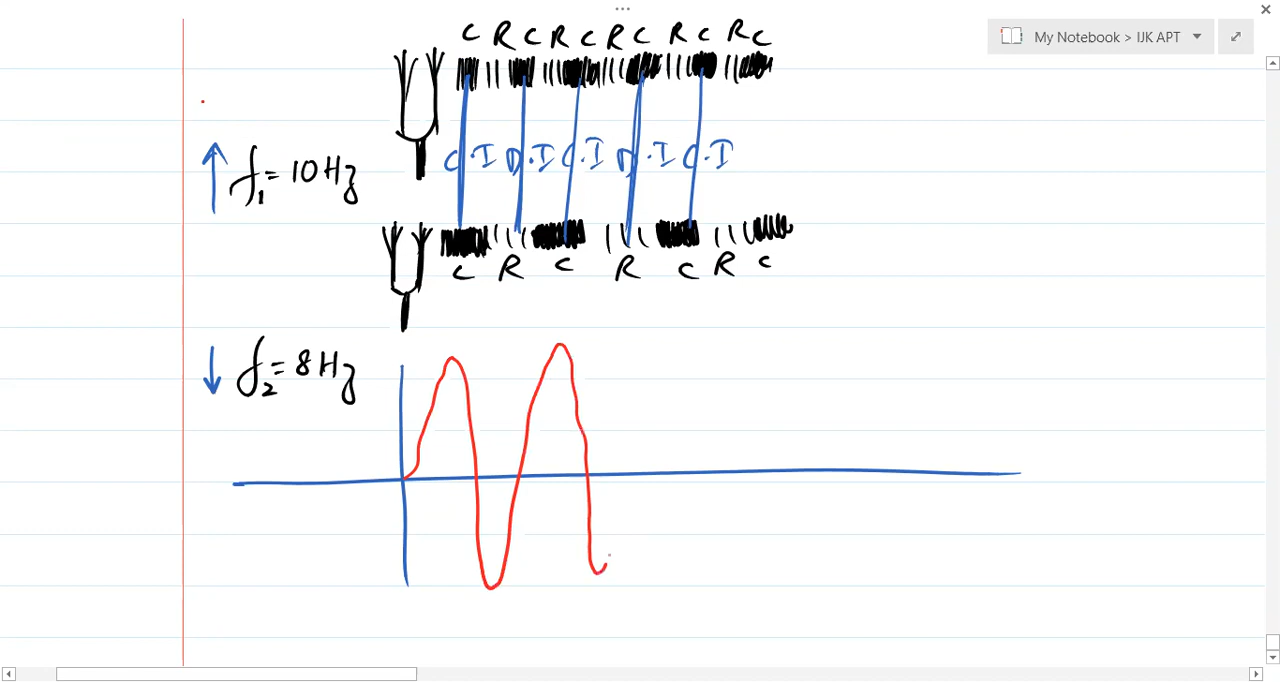 My Notebook > IJK APT
C R C R C R C R C R C
C.I D.I C.I D.I C.I
f₁ = 10 Hz
C R C R C R C
f₂ = 8 Hz